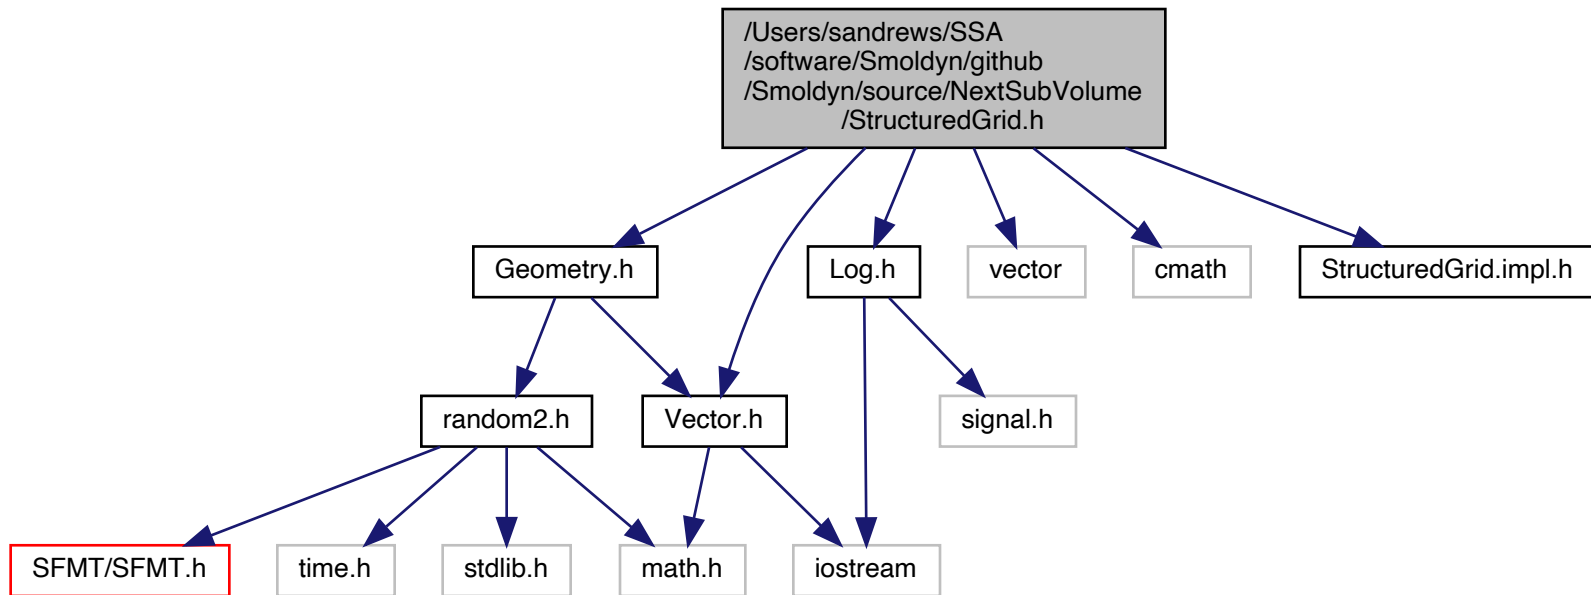 /Users/sandrews/SSA
/software/Smoldyn/github
/Smoldyn/source/NextSubVolume
/StructuredGrid.h
Geometry.h
Log.h
vector
cmath
StructuredGrid.impl.h
random2.h
Vector.h
signal.h
SFMT/SFMT.h
time.h
stdlib.h
math.h
iostream